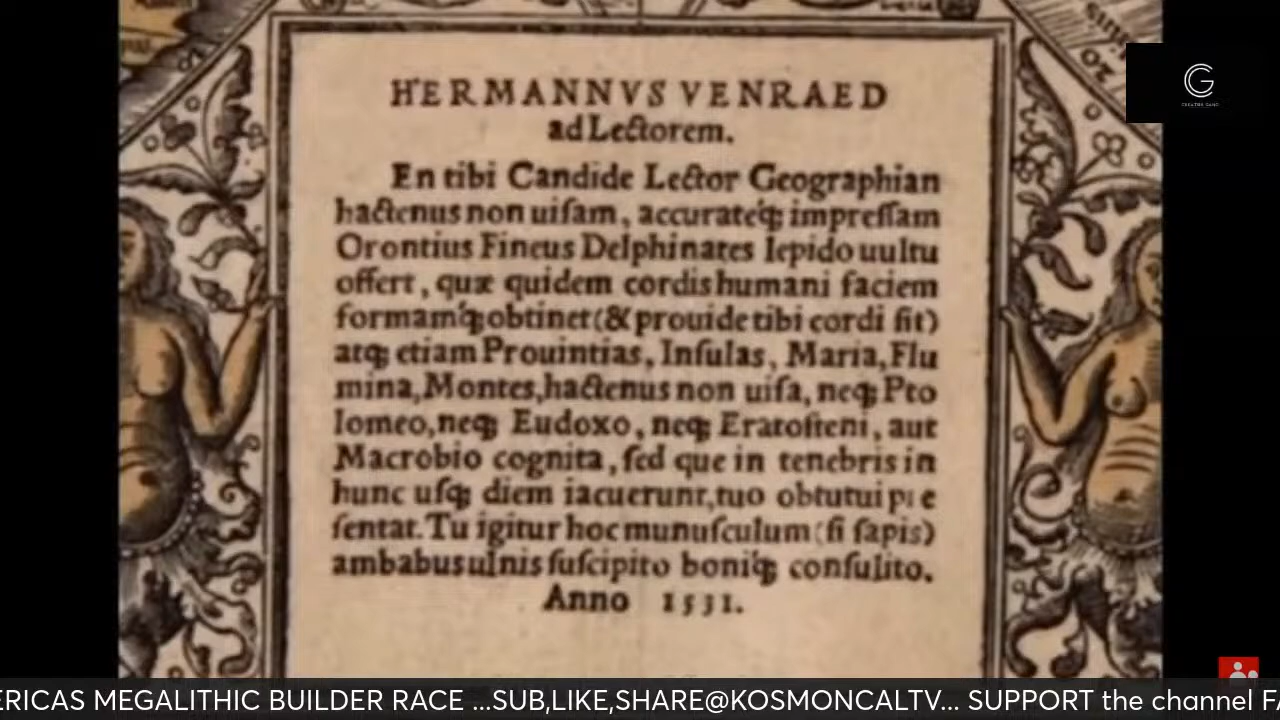 HERMANNVS VENRAED
ad Lectorem.
En tibi Candide Lector Geographian
hactenus non uiſam, accurateq́; impreſſam
Orontius Fineus Delphinates lepido uultu
offert, quæ quidem cordis humani faciem
formamq́; obtinet (& prouide tibi cordi ſit)
atq; etiam Prouintias, Inſulas, Maria, Flu
mina, Montes, hactenus non uiſa, neq; Pto
lomeo, neq; Eudoxo, neq; Eratoſteni, aut
Macrobio cognita, ſed que in tenebris in
hunc uſq; diem iacuerunt, tuo obtutui pre
ſentat. Tu igitur hoc munuſculum (ſi ſapis)
ambabus ulnis ſuſcipito boniq́; conſulito.
Anno 1531.
G
ERICAS MEGALITHIC BUILDER RACE ...SUB,LIKE,SHARE@KOSMONCALTV... SUPPORT the channel FA